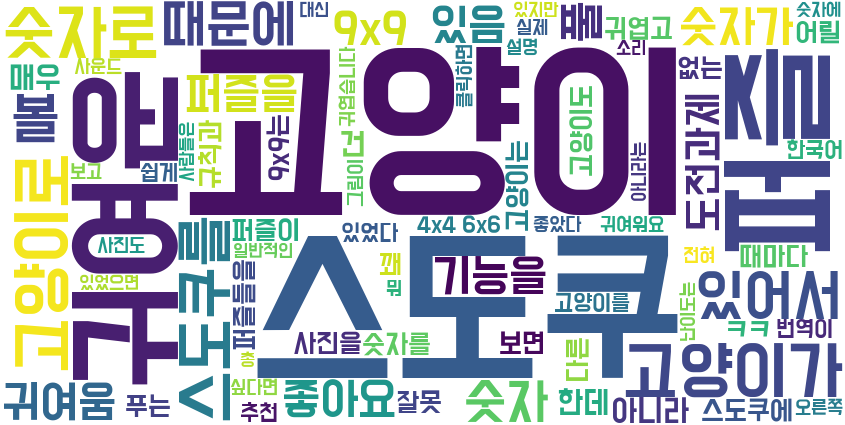 숫자로
때문에
대신
9x9
있음
있지만
실제
설명
풀
귀엽고
소리
숫자가
숫자에
어릴
매우
사운드
고양이
귀엽습니다
클릭하면
없는
퍼즐
볼
귀여운
퍼즐을
9x9는
건
그림이
고양이도
아니라는
도전과제
한국어
보고
쉽게
사람들은
규칙과
고양이는
고양이로
사진도
스도쿠를
퍼즐이
있었다
4x4
6x6
좋았다
귀여워요
전혀
때마다
일반적인
있었으면
퍼즐들을
스도쿠
꽤
뭐
기능을
고양이를
난이도는
있어서
ㅋㅋ
번역이
총
사진을
숫자를
보면
다른
고양이가
귀여움
푸는
싶다면
추천
좋아요
잘못
숫자
한데
아니라
스도쿠에
오른쪽